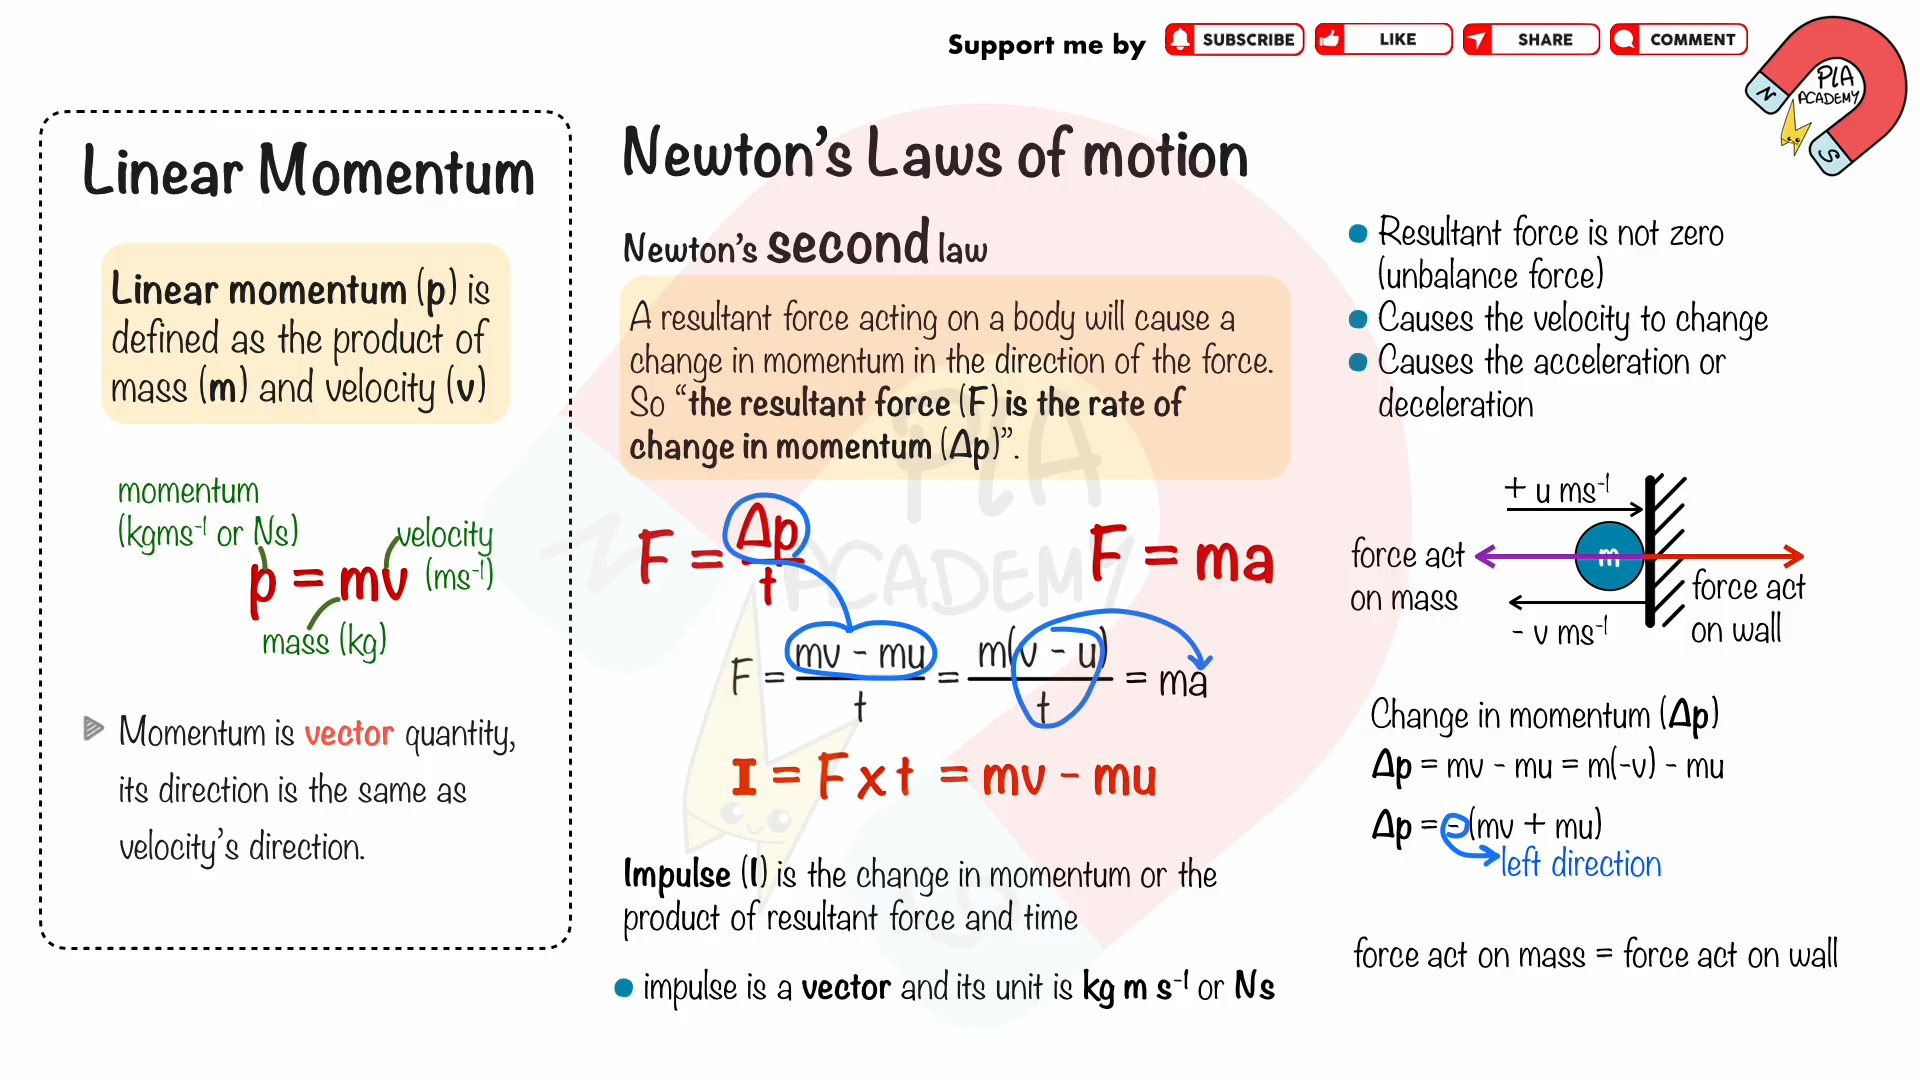 Support me by
SUBSCRIBE
LIKE
SHARE
COMMENT
PLA
ACADEMY
N
S
Linear Momentum
Linear momentum (p) is
defined as the product of
mass (m) and velocity (v)
momentum
(kgms⁻¹ or Ns)
velocity
(ms⁻¹)
p = mv
mass (kg)
Momentum is vector quantity,
its direction is the same as
velocity's direction.
Newton's Laws of motion
Newton's second law
A resultant force acting on a body will cause a
change in momentum in the direction of the force.
So “the resultant force (F) is the rate of
change in momentum (Δp)”.
F = Δp / t
F = ma
F = mv - mu / t = m(v - u) / t = ma
I = F x t = mv - mu
Impulse (I) is the change in momentum or the
product of resultant force and time
impulse is a vector and its unit is kg m s⁻¹ or Ns
Resultant force is not zero
(unbalance force)
Causes the velocity to change
Causes the acceleration or
deceleration
+ u ms⁻¹
force act
on mass
m
force act
on wall
- v ms⁻¹
Change in momentum (Δp)
Δp = mv - mu = m(-v) - mu
Δp = -(mv + mu)
left direction
force act on mass = force act on wall
PLA
ACADEMY
N